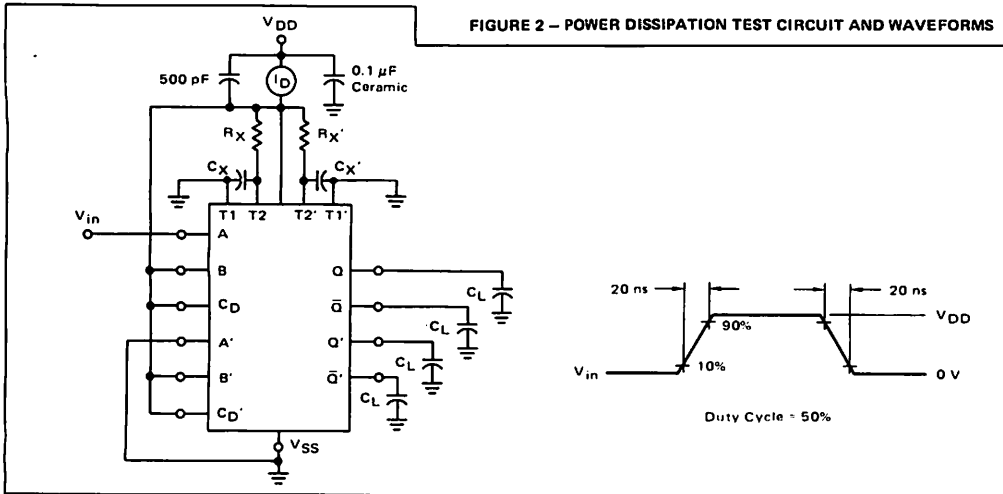 FIGURE 2 – POWER DISSIPATION TEST CIRCUIT AND WAVEFORMS
VDD
500 pF
ID
0.1 µF
Ceramic
RX
RX'
CX
CX'
T1 T2 T2' T1'
Vin
A
B
CD
A'
B'
CD'
Q
Q̅
Q'
Q̅'
CL
CL
CL
CL
VSS
20 ns
20 ns
90%
10%
VDD
Vin
0 V
Duty Cycle = 50%